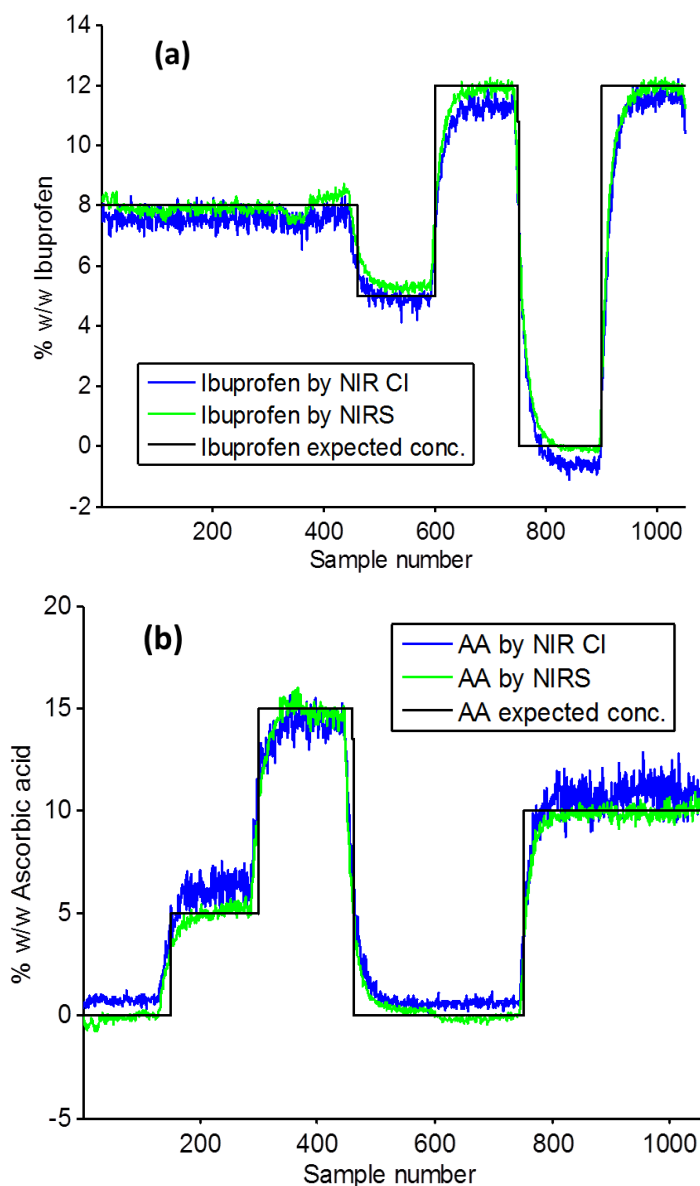 (a)
14
12
10
8
6
4
2
0
-2
% w/w Ibuprofen
Ibuprofen by NIR CI
Ibuprofen by NIRS
Ibuprofen expected conc.
200
400
600
800
1000
Sample number
(b)
20
15
10
5
0
-5
% w/w Ascorbic acid
AA by NIR CI
AA by NIRS
AA expected conc.
200
400
600
800
1000
Sample number